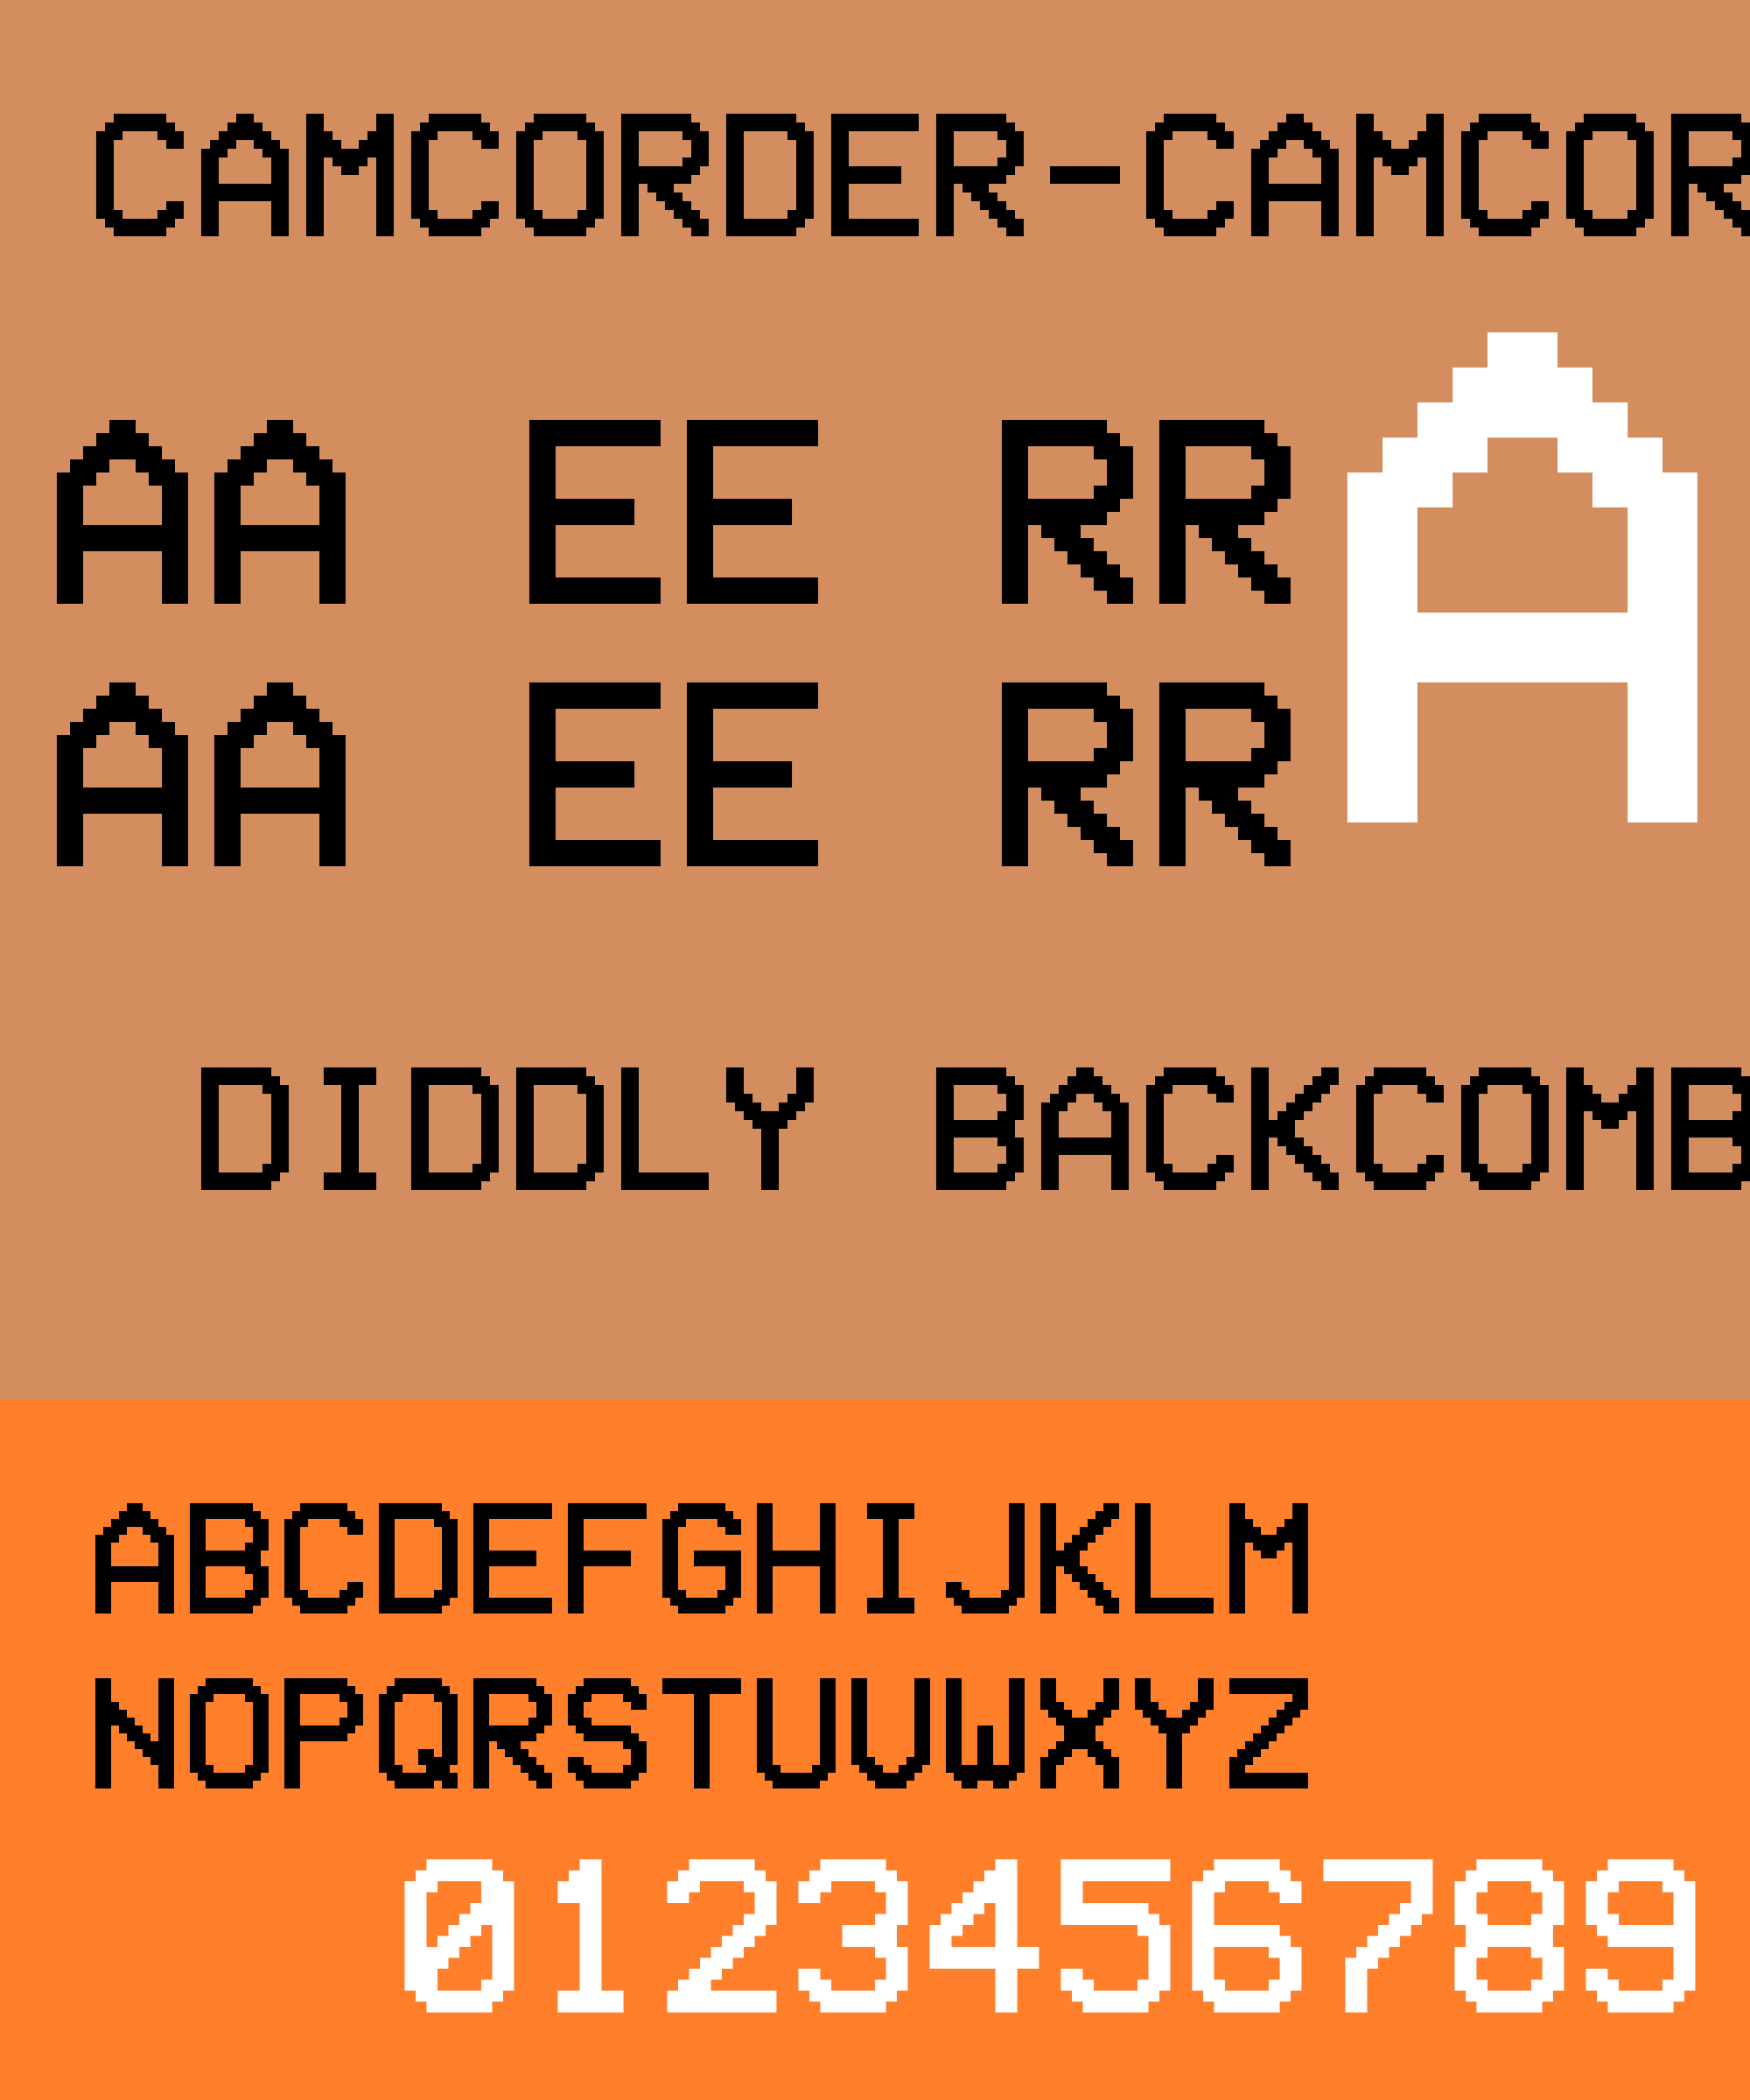 CAMCORDER-CAMCOR
AA EE RR
A
AA EE RR
DIDDLY BACKCOMB
ABCDEFGHIJKLM
NOPQRSTUVWXYZ
0123456789